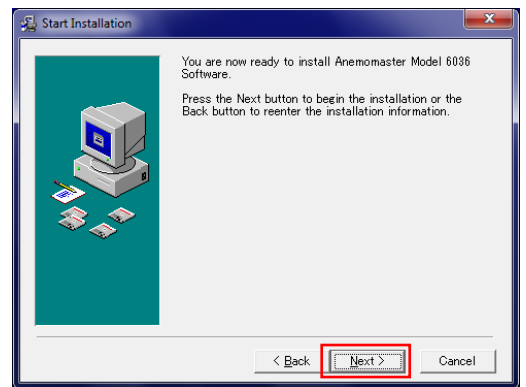 Start Installation
You are now ready to install Anemomaster Model 6036
Software.
Press the Next button to begin the installation or the
Back button to reenter the installation information.
< Back
Next >
Cancel